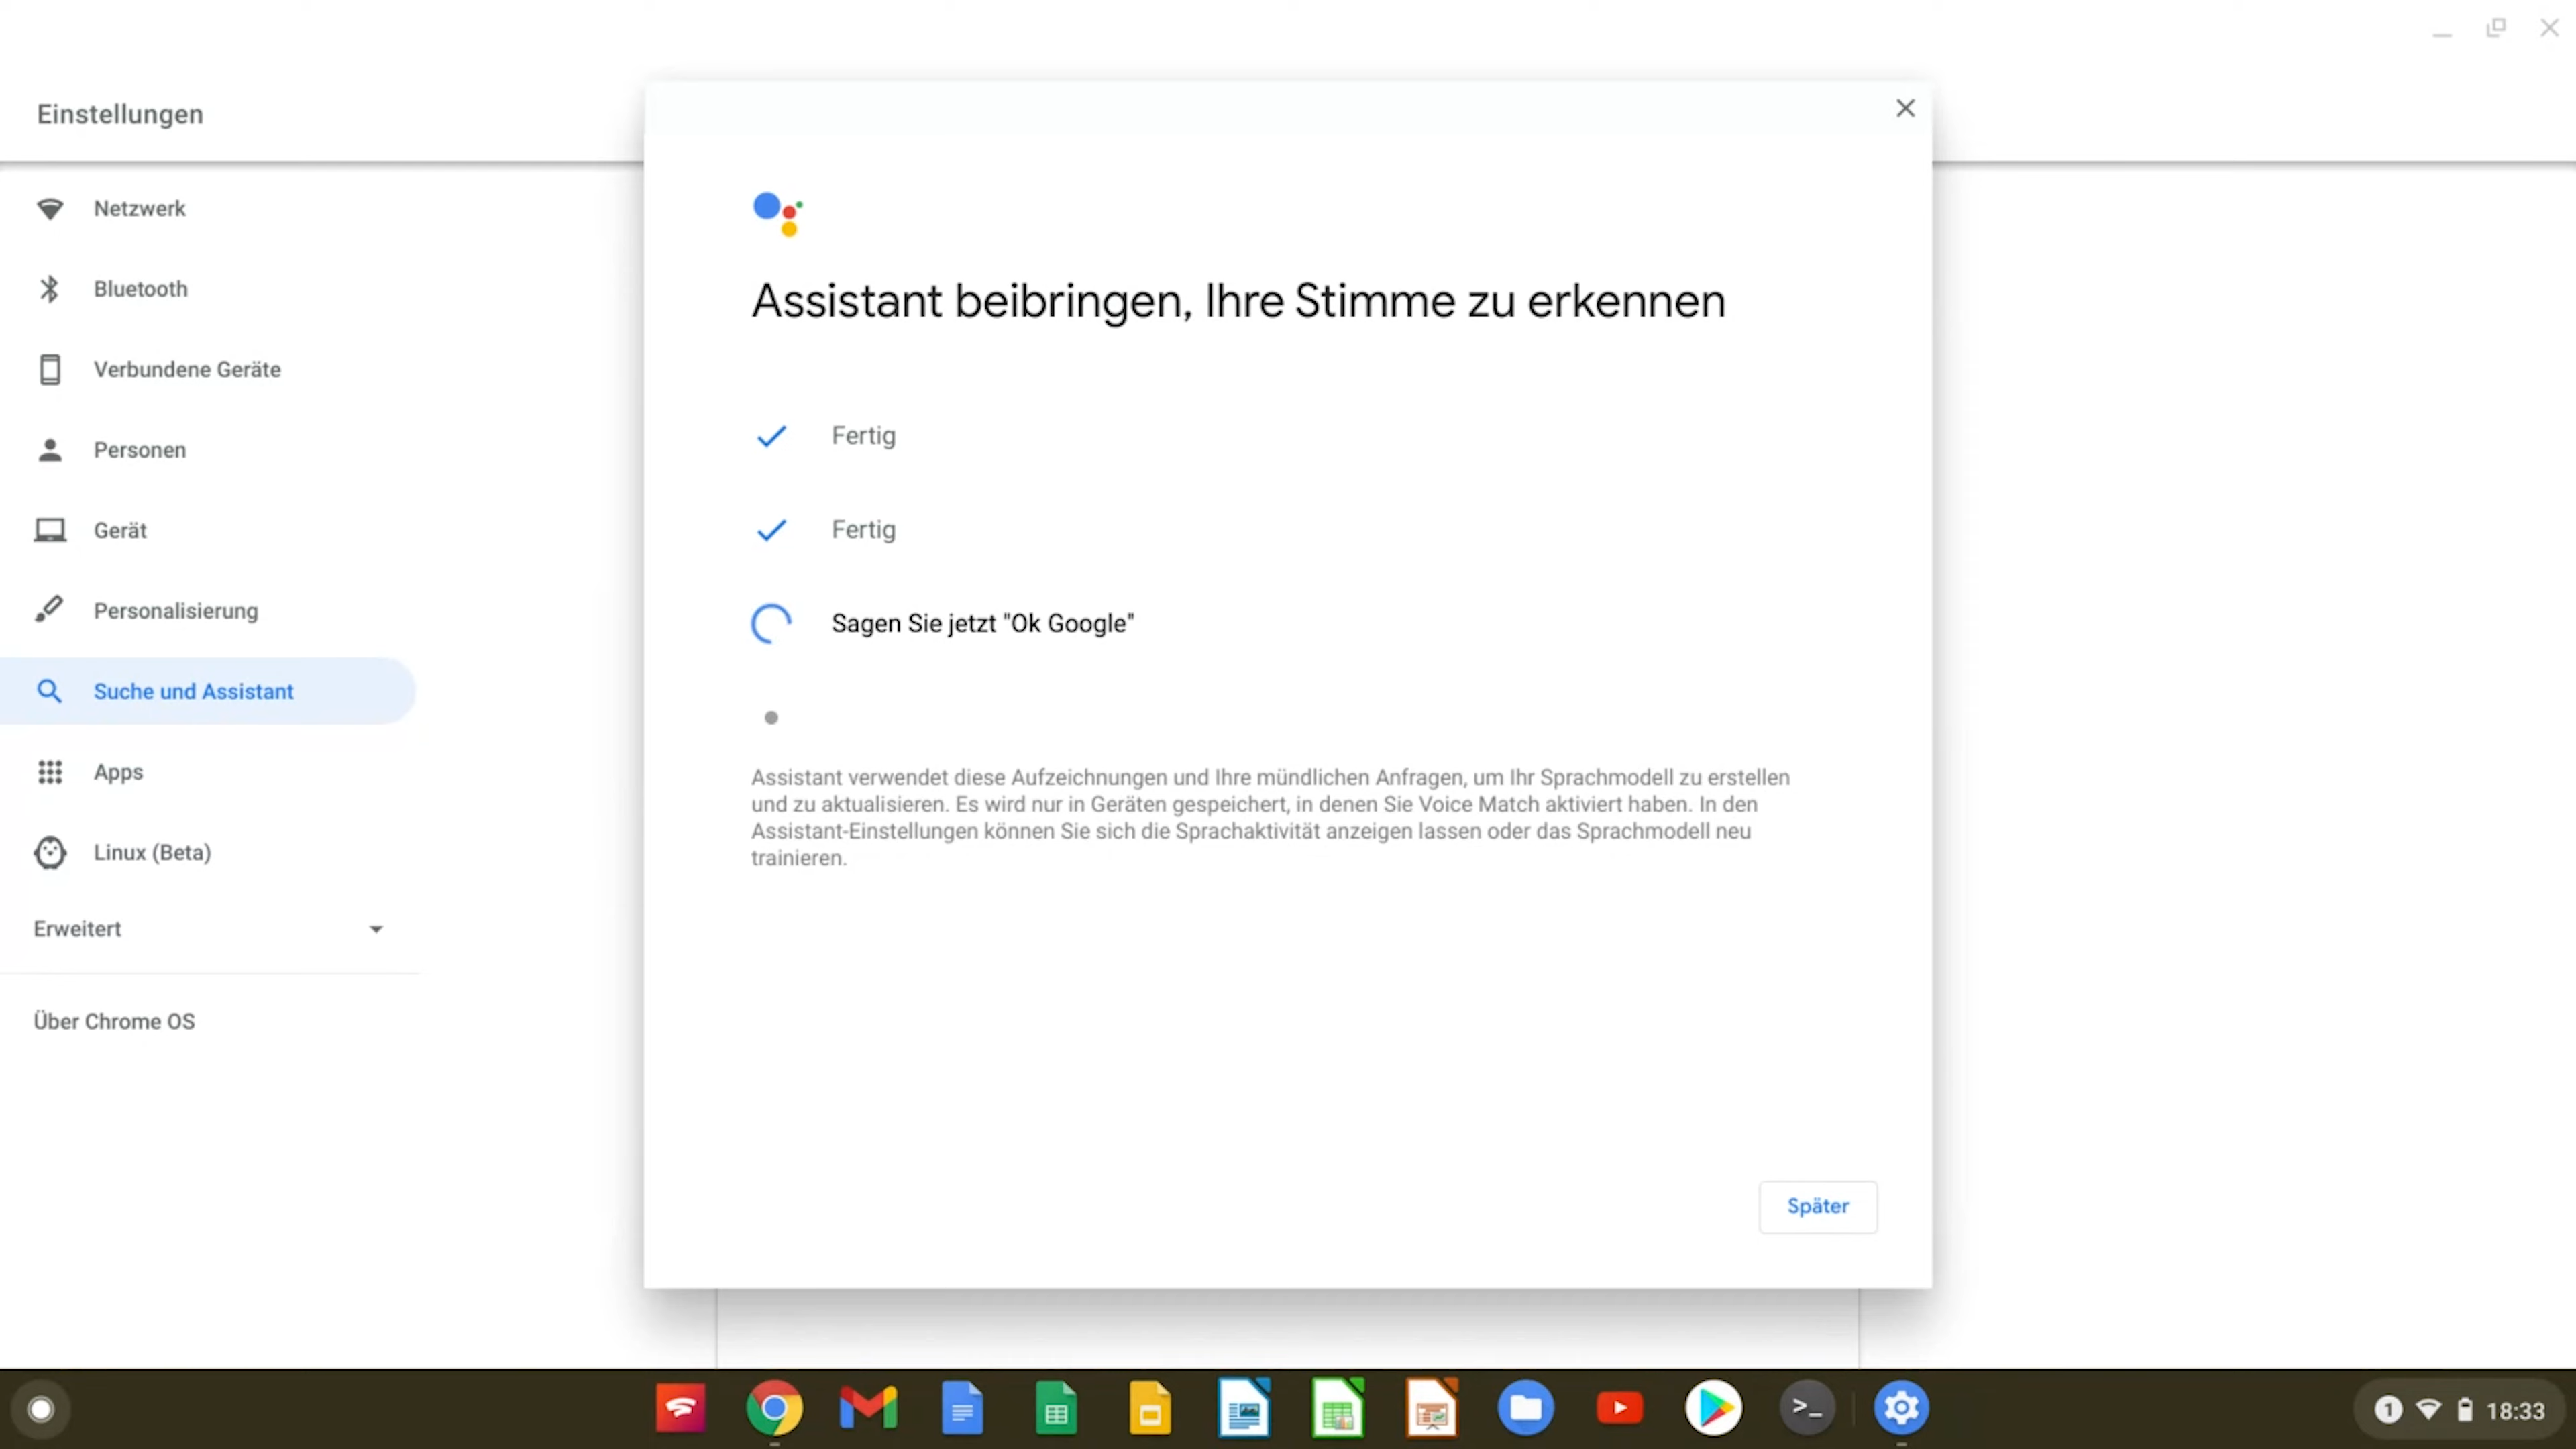 Einstellungen
Netzwerk
Bluetooth
Verbundene Geräte
Personen
Gerät
Personalisierung
Suche und Assistant
Apps
Linux (Beta)
Erweitert
Über Chrome OS
Assistant beibringen, Ihre Stimme zu erkennen
Fertig
Fertig
Sagen Sie jetzt "Ok Google"
Assistant verwendet diese Aufzeichnungen und Ihre mündlichen Anfragen, um Ihr Sprachmodell zu erstellen
und zu aktualisieren. Es wird nur in Geräten gespeichert, in denen Sie Voice Match aktiviert haben. In den
Assistant-Einstellungen können Sie sich die Sprachaktivität anzeigen lassen oder das Sprachmodell neu
trainieren.
Später
1 18:33